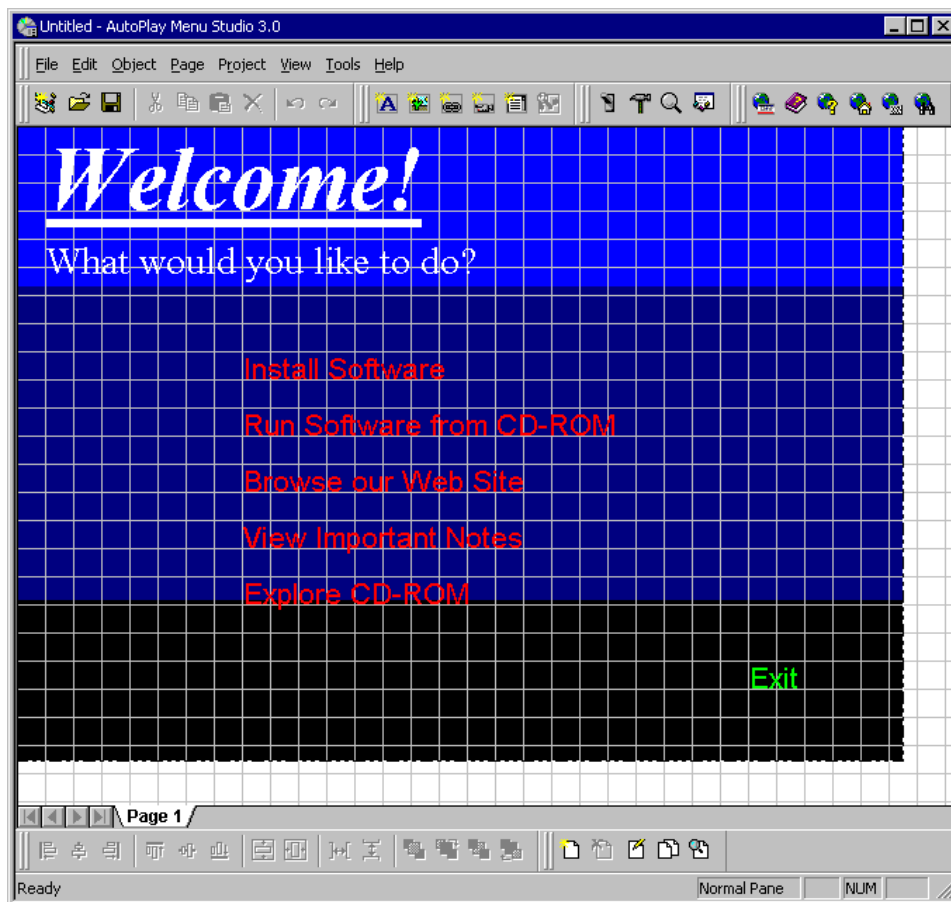 Untitled - AutoPlay Menu Studio 3.0
File Edit Object Page Project View Tools Help
Welcome!
What would you like to do?
Install Software
Run Software from CD-ROM
Browse our Web Site
View Important Notes
Explore CD-ROM
Exit
Page 1
Ready Normal Pane NUM